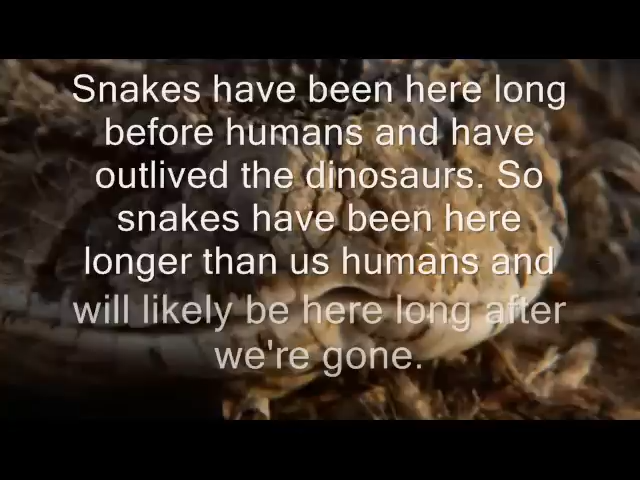 Snakes have been here long
before humans and have
outlived the dinosaurs. So
snakes have been here
longer than us humans and
will likely be here long after
we're gone.